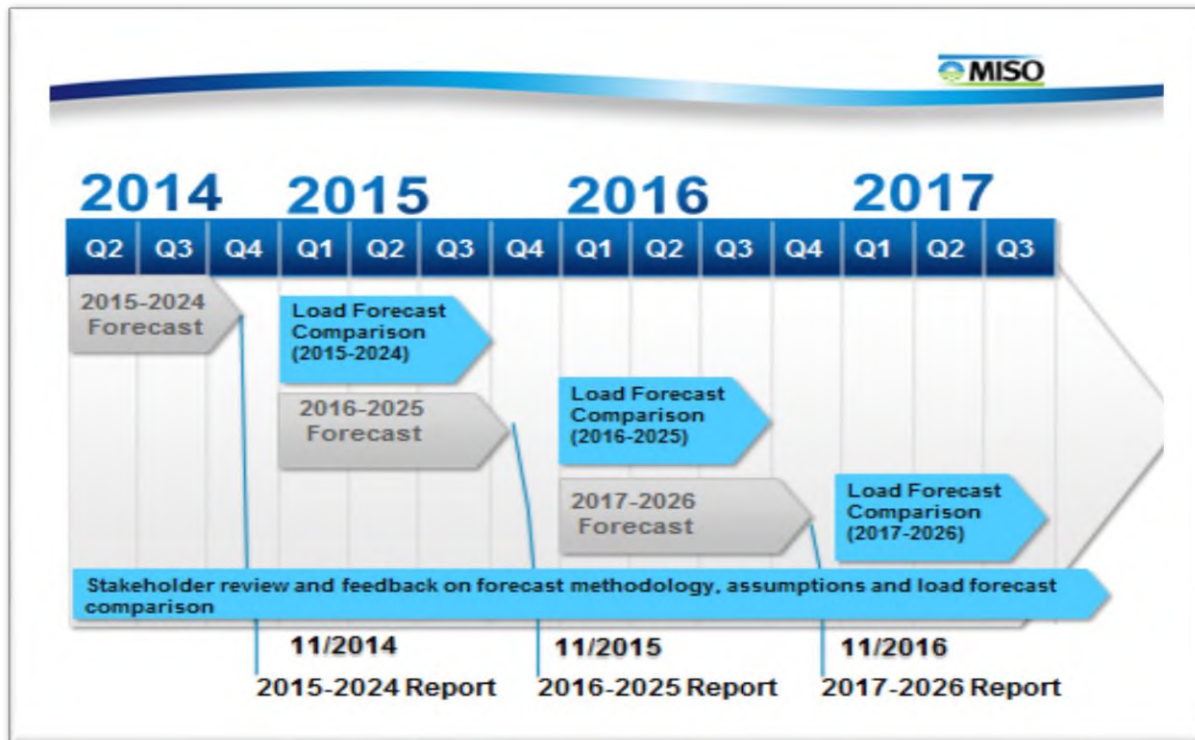 MISO
2014 2015 2016 2017
Q2 Q3 Q4 Q1 Q2 Q3 Q4 Q1 Q2 Q3 Q4 Q1 Q2 Q3
2015-2024
Forecast
Load Forecast
Comparison
(2015-2024)
2016-2025
Forecast
Load Forecast
Comparison
(2016-2025)
2017-2026
Forecast
Load Forecast
Comparison
(2017-2026)
Stakeholder review and feedback on forecast methodology, assumptions and load forecast
comparison
11/2014 11/2015 11/2016
2015-2024 Report 2016-2025 Report 2017-2026 Report